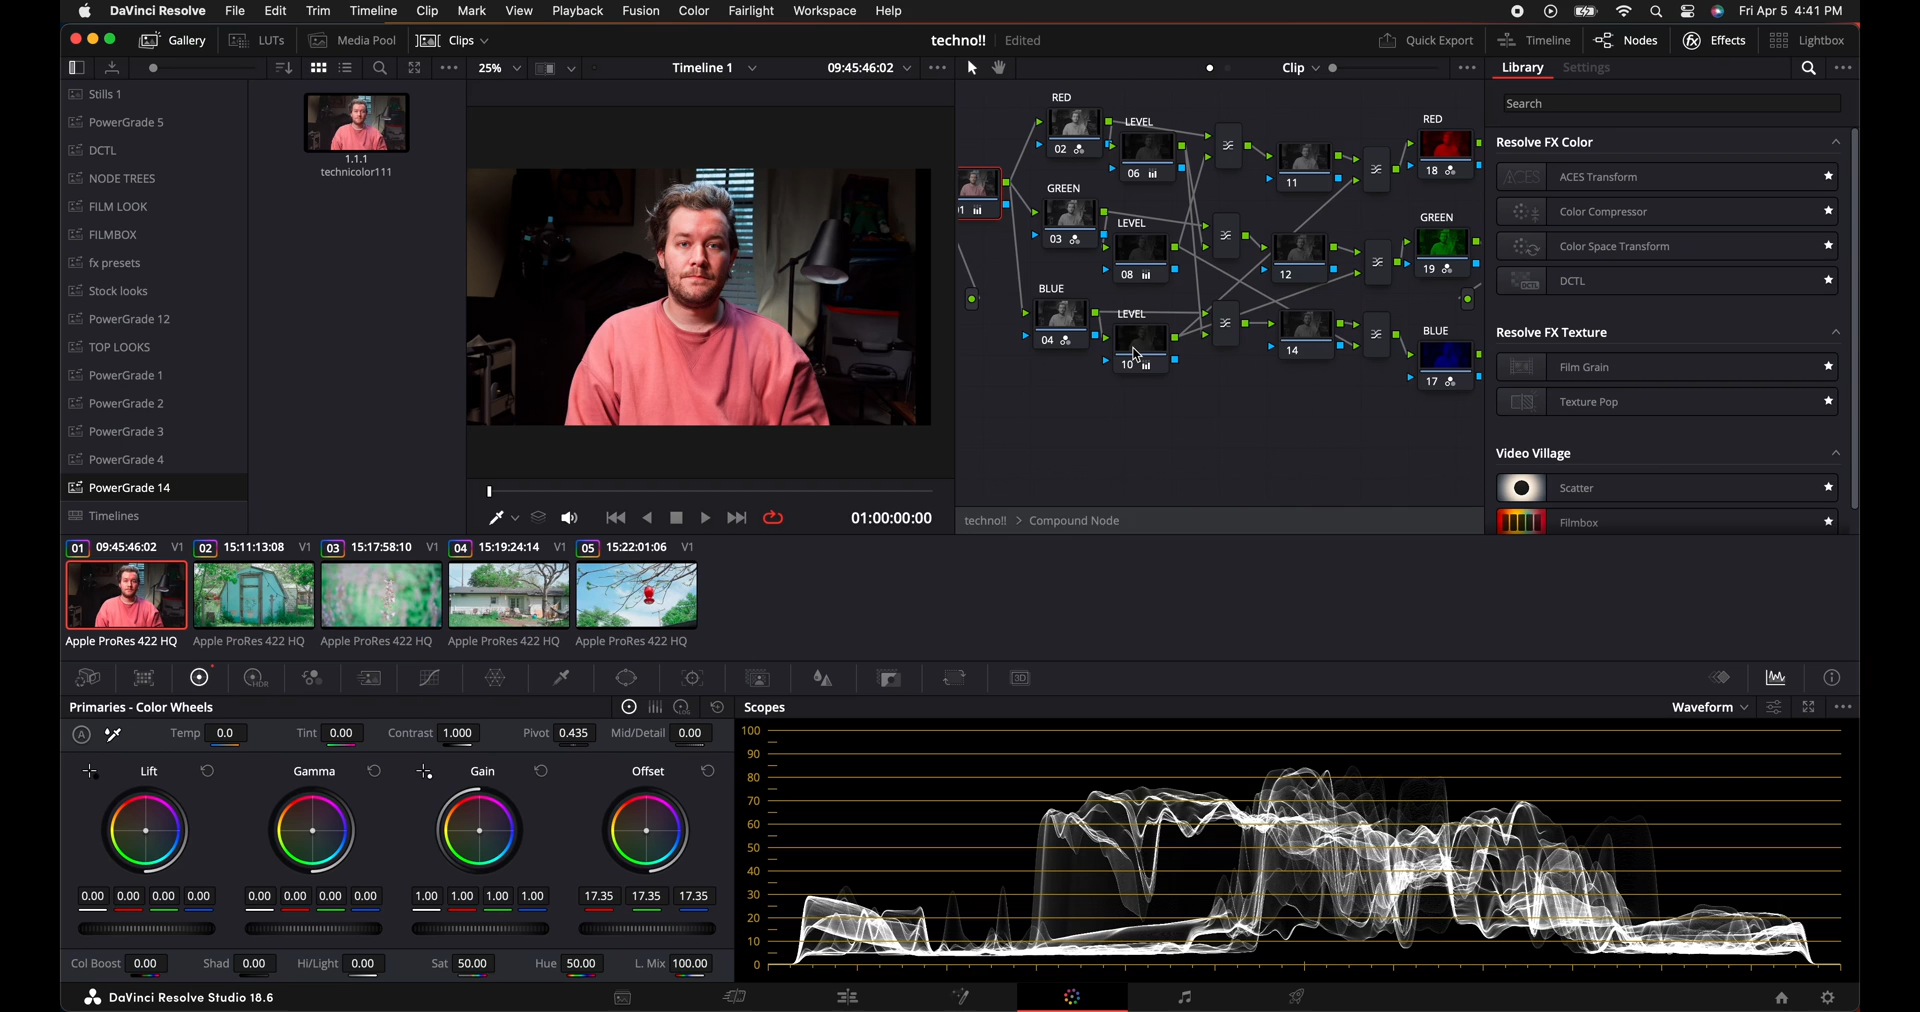 DaVinci Resolve File Edit Trim Timeline Clip Mark View Playback Fusion Color Fairlight Workspace Help Fri Apr 5 4:41 PM
Gallery LUTs Media Pool Clips techno!! Edited Quick Export Timeline Nodes Effects Lightbox
25% Timeline 1 09:45:46:02 Clip Library Settings
Stills 1
PowerGrade 5
DCTL
NODE TREES
FILM LOOK
FILMBOX
fx presets
Stock looks
PowerGrade 12
TOP LOOKS
PowerGrade 1
PowerGrade 2
PowerGrade 3
PowerGrade 4
PowerGrade 14
Timelines
1.1.1
technicolor111
01:00:00:00
RED
02
LEVEL
06
11
RED
18
01
GREEN
03
LEVEL
08
12
GREEN
19
BLUE
04
LEVEL
10
14
BLUE
17
techno!! > Compound Node
Search
Resolve FX Color
ACES ACES Transform
Color Compressor
Color Space Transform
DCTL DCTL
Resolve FX Texture
Film Grain
Texture Pop
Video Village
Scatter
Filmbox
01 09:45:46:02 V1 02 15:11:13:08 V1 03 15:17:58:10 V1 04 15:19:24:14 V1 05 15:22:01:06 V1
Apple ProRes 422 HQ Apple ProRes 422 HQ Apple ProRes 422 HQ Apple ProRes 422 HQ Apple ProRes 422 HQ
HDR 3D
Primaries - Color Wheels LOG
A Temp 0.0 Tint 0.00 Contrast 1.000 Pivot 0.435 Mid/Detail 0.00
Lift Gamma Gain Offset
0.00 0.00 0.00 0.00 0.00 0.00 0.00 0.00 1.00 1.00 1.00 1.00 17.35 17.35 17.35
Col Boost 0.00 Shad 0.00 Hi/Light 0.00 Sat 50.00 Hue 50.00 L. Mix 100.00
Scopes Waveform
100
90
80
70
60
50
40
30
20
10
0
DaVinci Resolve Studio 18.6